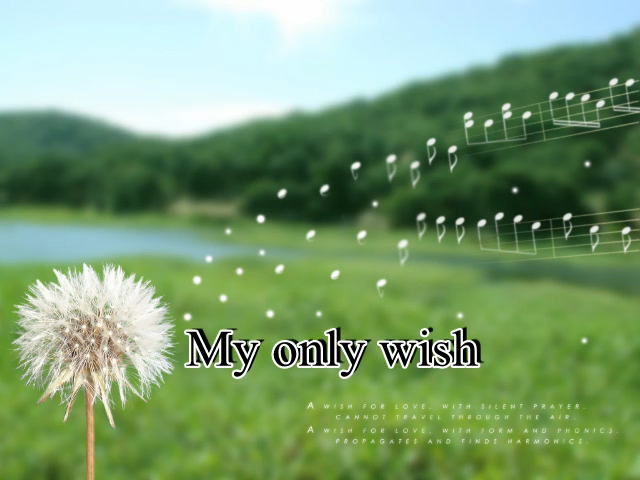 My only wish
A WISH FOR LOVE, WITH SILENT PRAYER.
CANNOT TRAVEL THROUGH THE AIR.
A WISH FOR LOVE, WITH FORM AND PHONICS.
PROPAGATES AND FINDS HARMONICS.